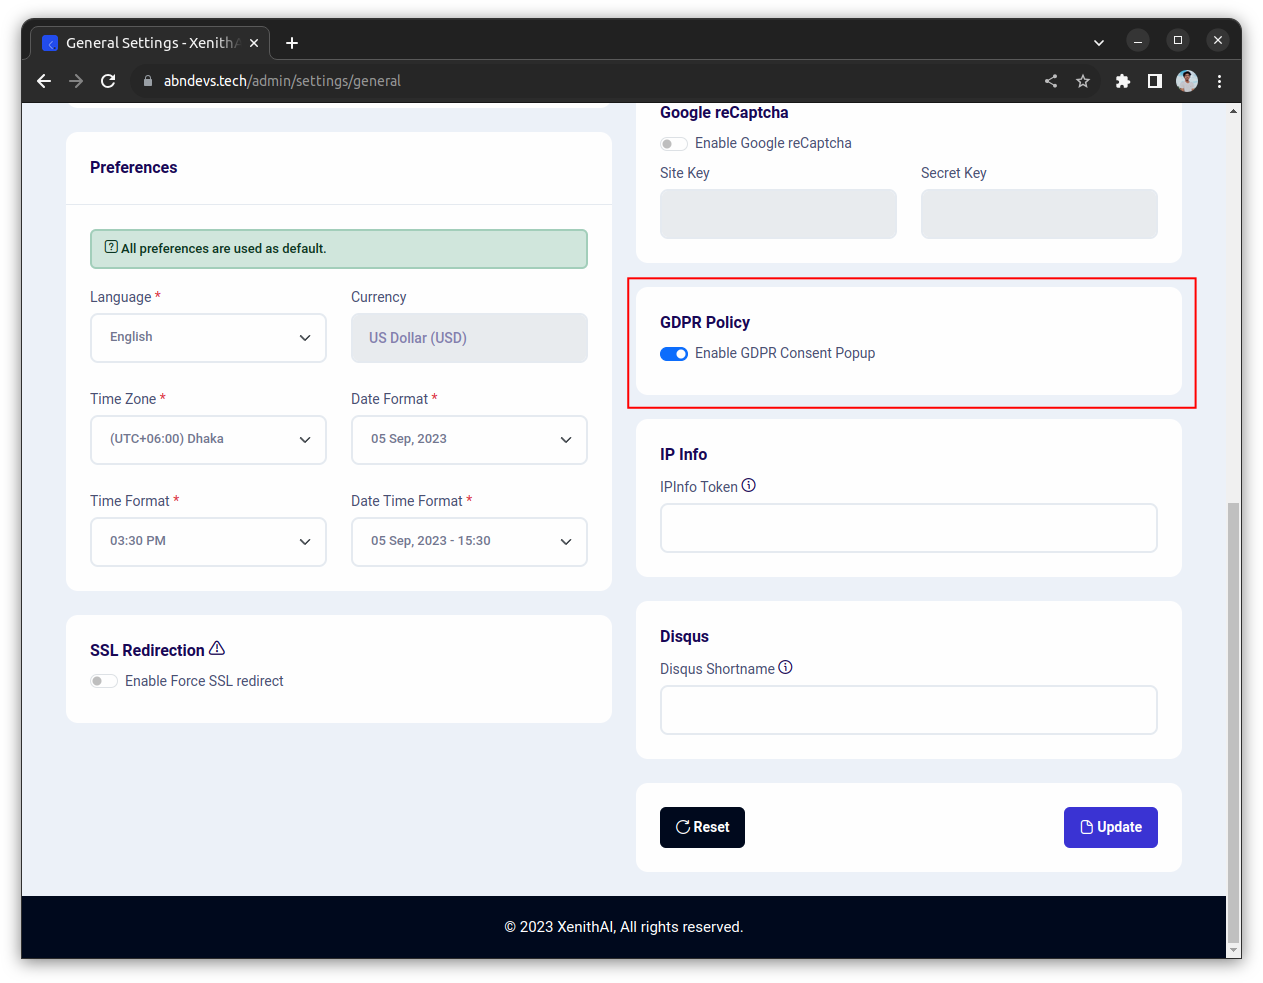 General Settings - XenithA
abndevs.tech/admin/settings/general
Preferences
All preferences are used as default.
Language *
Currency
English
US Dollar (USD)
Time Zone *
Date Format *
(UTC+06:00) Dhaka
05 Sep, 2023
Time Format *
Date Time Format *
03:30 PM
05 Sep, 2023 - 15:30
SSL Redirection
Enable Force SSL redirect
Google reCaptcha
Enable Google reCaptcha
Site Key
Secret Key
GDPR Policy
Enable GDPR Consent Popup
IP Info
IPInfo Token
Disqus
Disqus Shortname
Reset
Update
© 2023 XenithAI, All rights reserved.